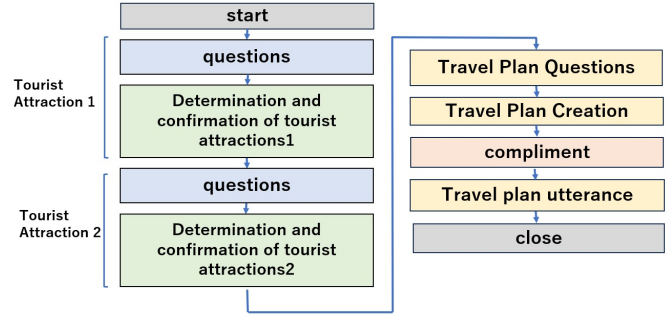 start
Tourist
Attraction 1
questions
Determination and
confirmation of tourist
attractions1
Tourist
Attraction 2
questions
Determination and
confirmation of tourist
attractions2
Travel Plan Questions
Travel Plan Creation
compliment
Travel plan utterance
close